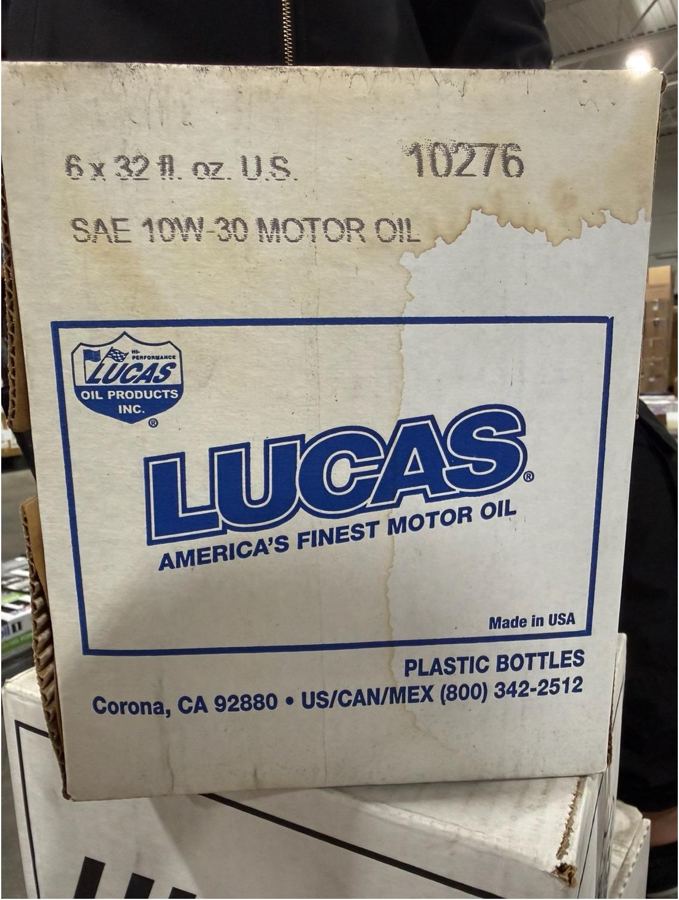 6 x 32 fl. oz. U.S. 10276
SAE 10W-30 MOTOR OIL
HI-
PERFORMANCE
LUCAS
OIL PRODUCTS
INC.
®
LUCAS®
AMERICA'S FINEST MOTOR OIL
Made in USA
PLASTIC BOTTLES
Corona, CA 92880 • US/CAN/MEX (800) 342-2512